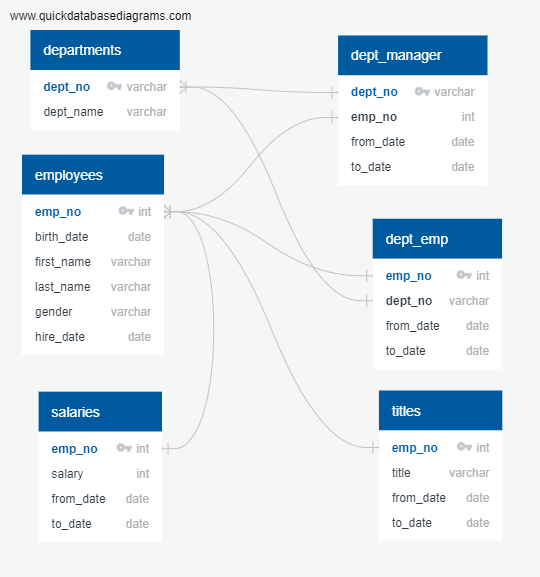 www.quickdatabasediagrams.com
departments
dept_no varchar
dept_name varchar
dept_manager
dept_no varchar
emp_no int
from_date date
to_date date
employees
emp_no int
birth_date date
first_name varchar
last_name varchar
gender varchar
hire_date date
dept_emp
emp_no int
dept_no varchar
from_date date
to_date date
salaries
emp_no int
salary int
from_date date
to_date date
titles
emp_no int
title varchar
from_date date
to_date date